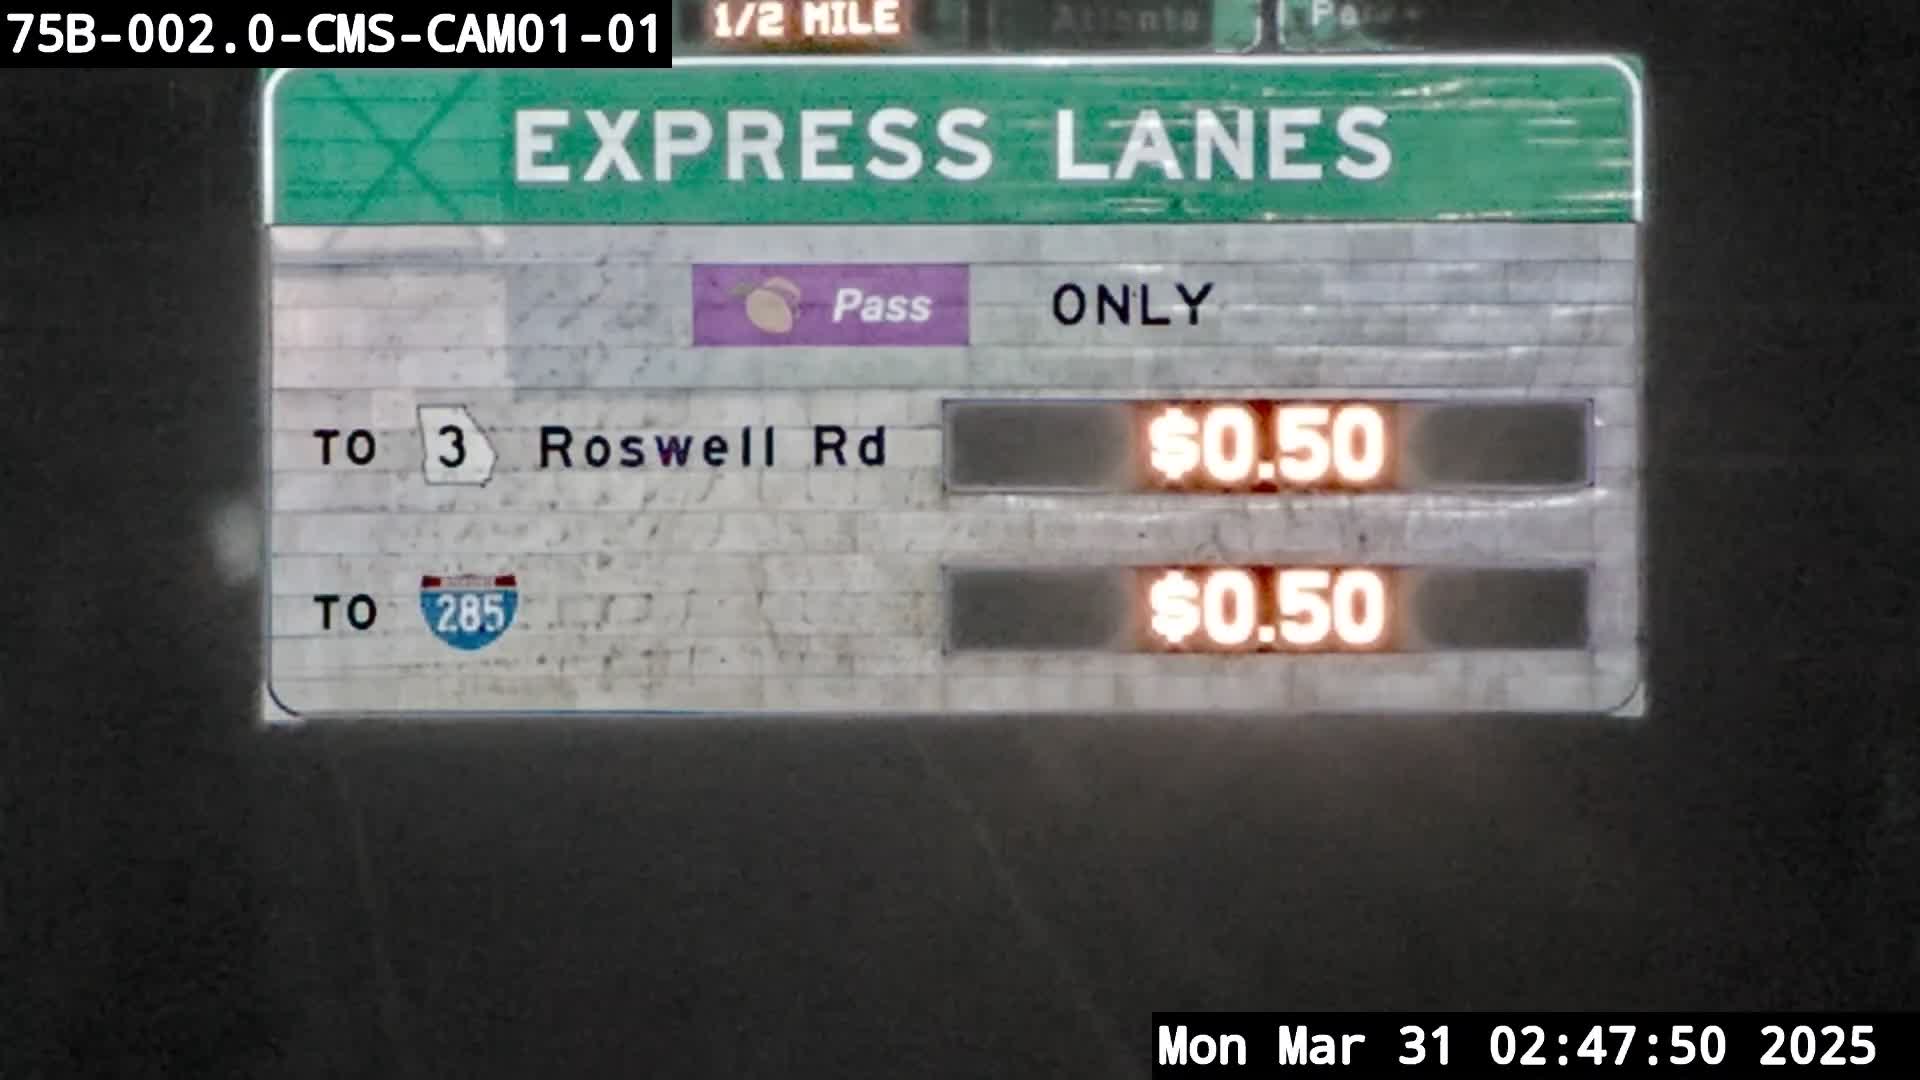 75B-002.0-CMS-CAM01-01
1/2 MILE
Atlanta
EXPRESS LANES
Pass ONLY
TO 3 Roswell Rd $0.50
TO 285 $0.50
Mon Mar 31 02:47:50 2025